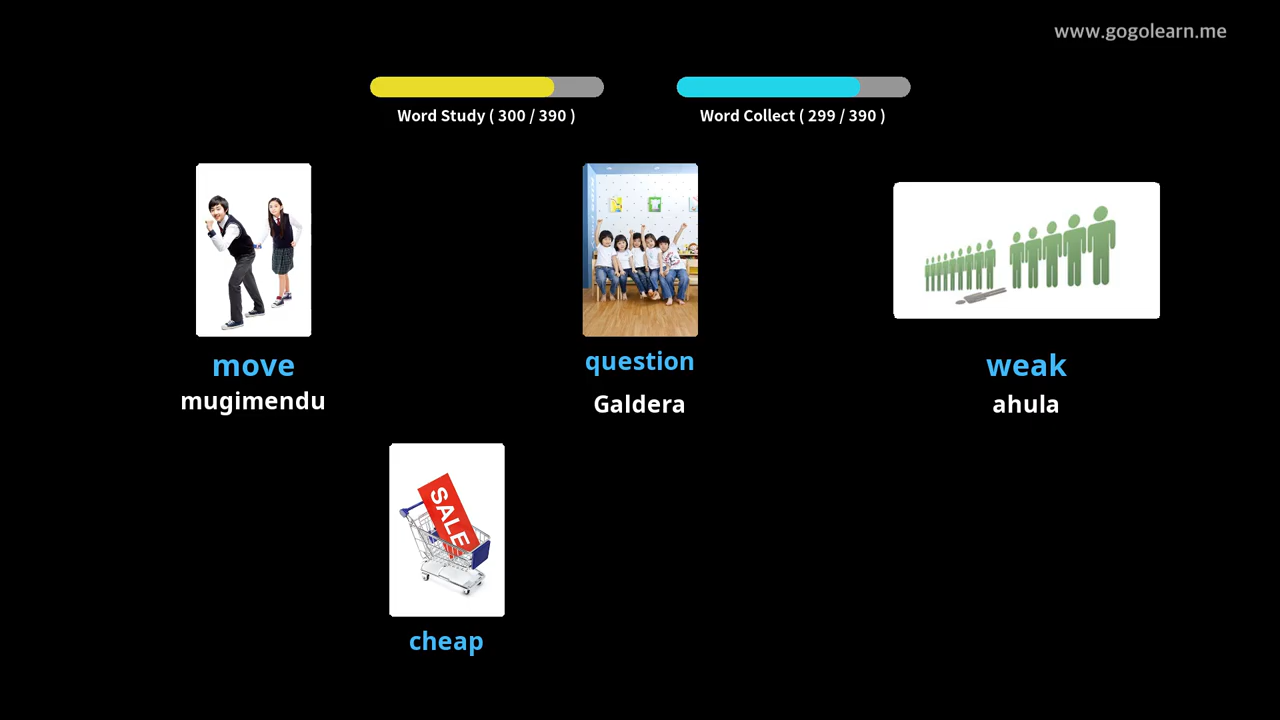 www.gogolearn.me
Word Study ( 300 / 390 )
Word Collect ( 299 / 390 )
move
mugimendu
question
Galdera
weak
ahula
SALE
cheap